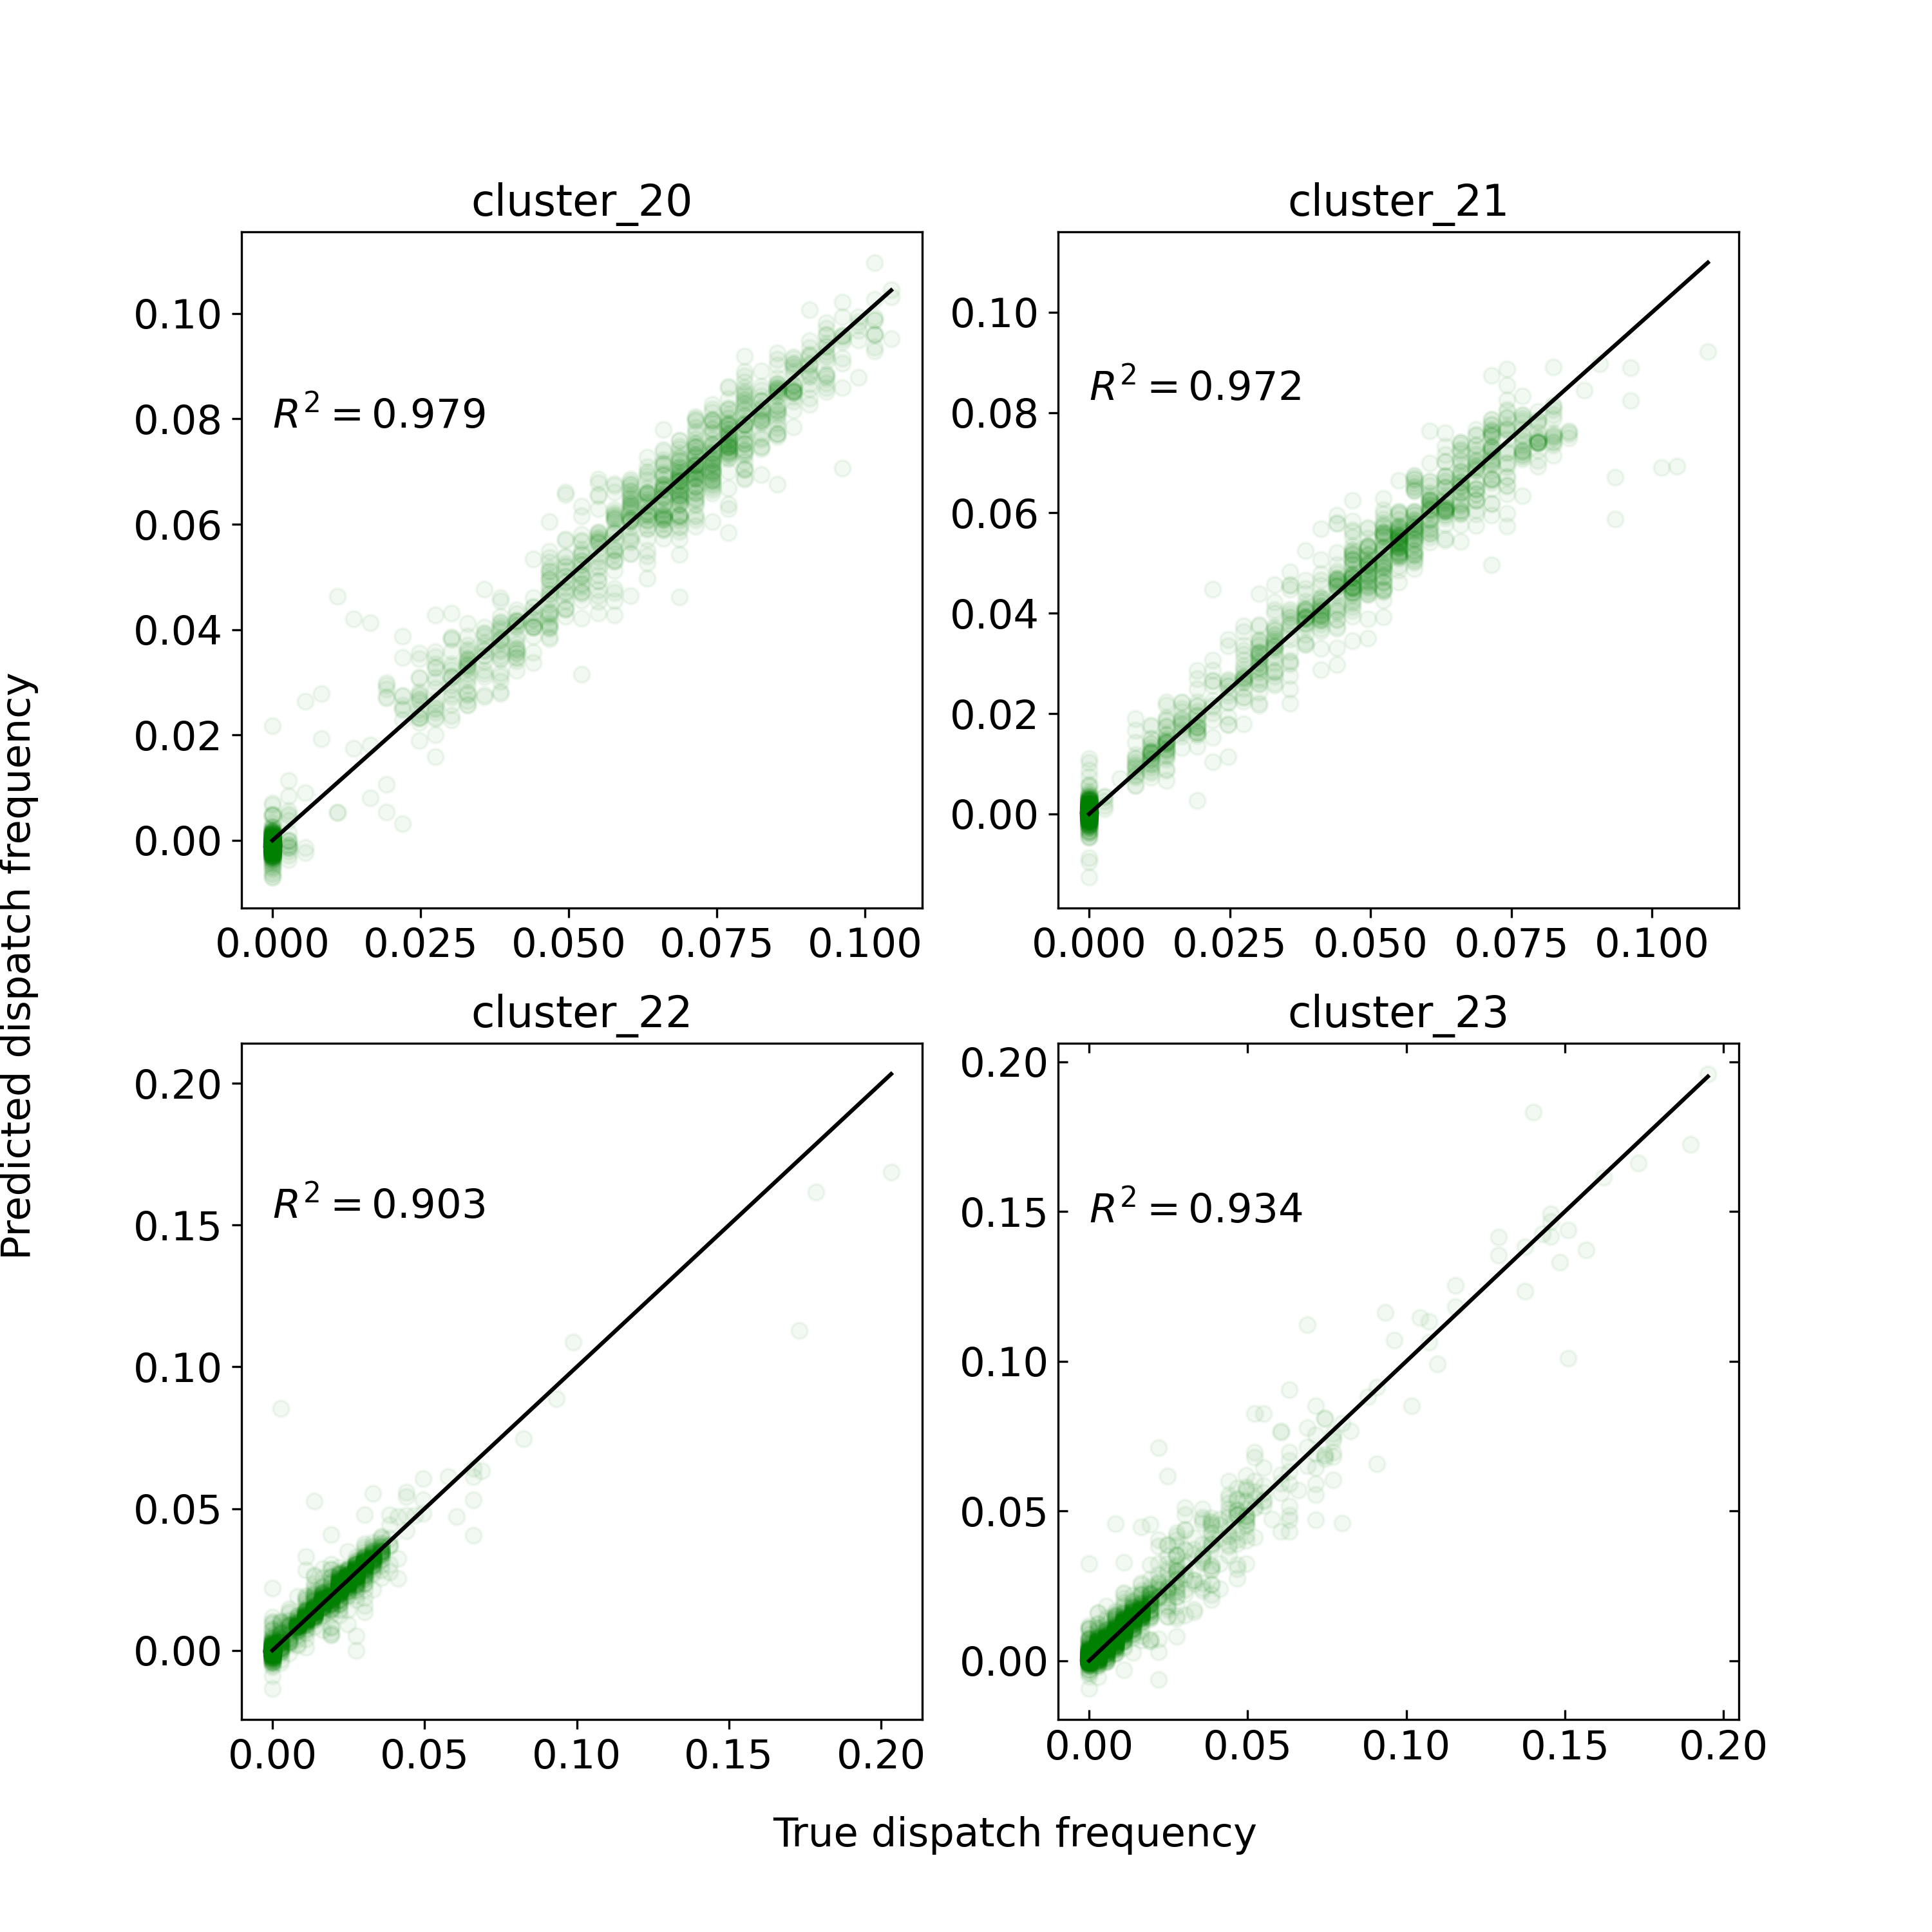 cluster_20
0.10
0.08
0.06
0.04
0.02
0.00
R² = 0.979
0.000 0.025 0.050 0.075 0.100
cluster_21
0.10
0.08
0.06
0.04
0.02
0.00
R² = 0.972
0.000 0.025 0.050 0.075 0.100
Predicted dispatch frequency
cluster_22
0.20
0.15
0.10
0.05
0.00
R² = 0.903
0.00 0.05 0.10 0.15 0.20
cluster_23
0.20
0.15
0.10
0.05
0.00
R² = 0.934
0.00 0.05 0.10 0.15 0.20
True dispatch frequency